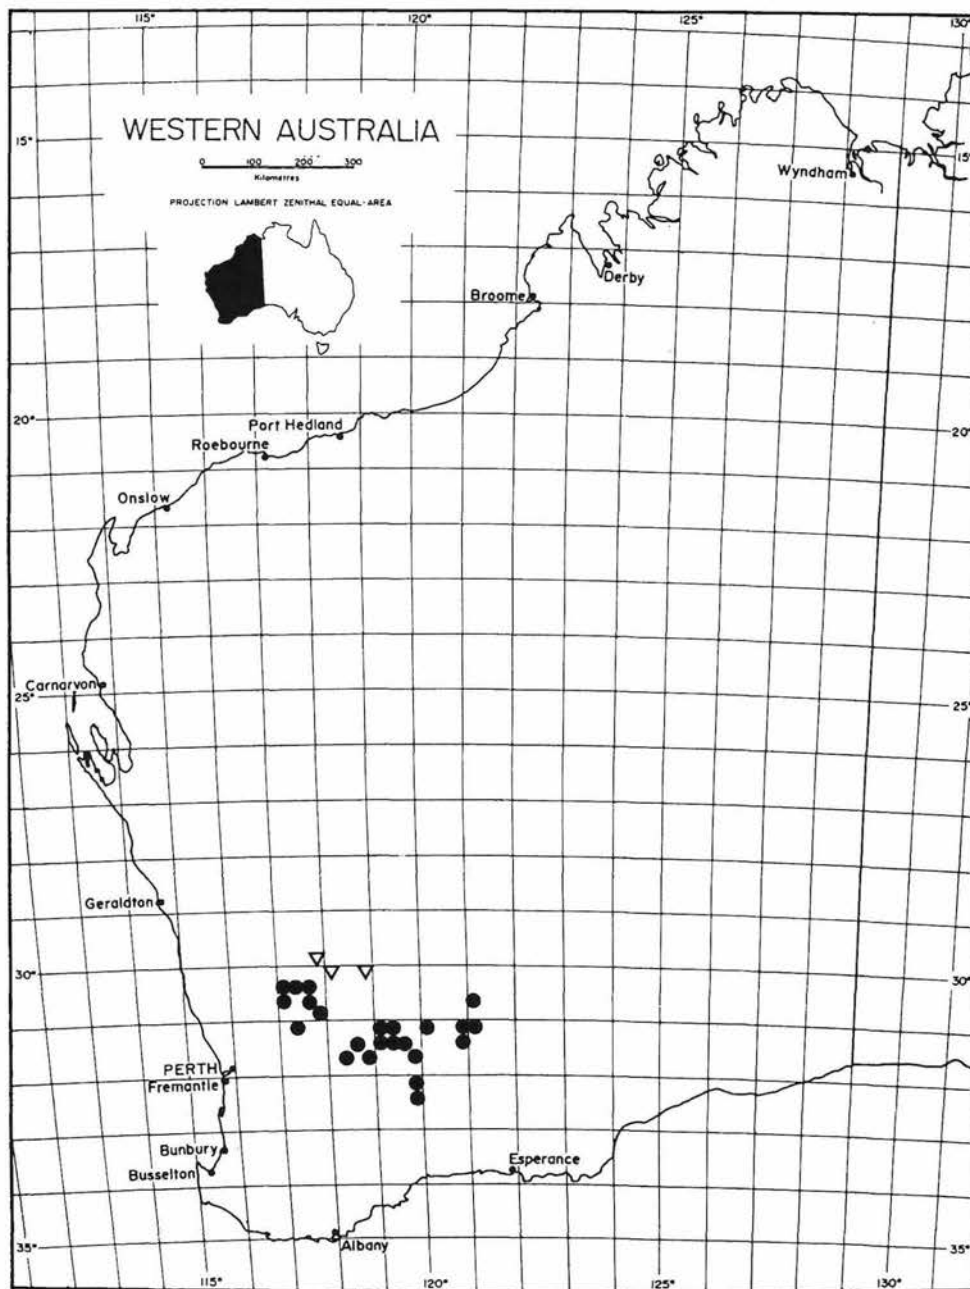 115° 120° 125° 130°
WESTERN AUSTRALIA
0 100 200 300
Kilometres
PROJECTION LAMBERT ZENITHAL EQUAL-AREA
15° 15°
Wyndham
Derby
Broome
20° 20°
Port Hedland
Roebourne
Onslow
Carnarvon
25° 25°
Geraldton
30° 30°
PERTH
Fremantle
Bunbury
Busselton
Esperance
Albany
35° 35°
115° 120° 125° 130°